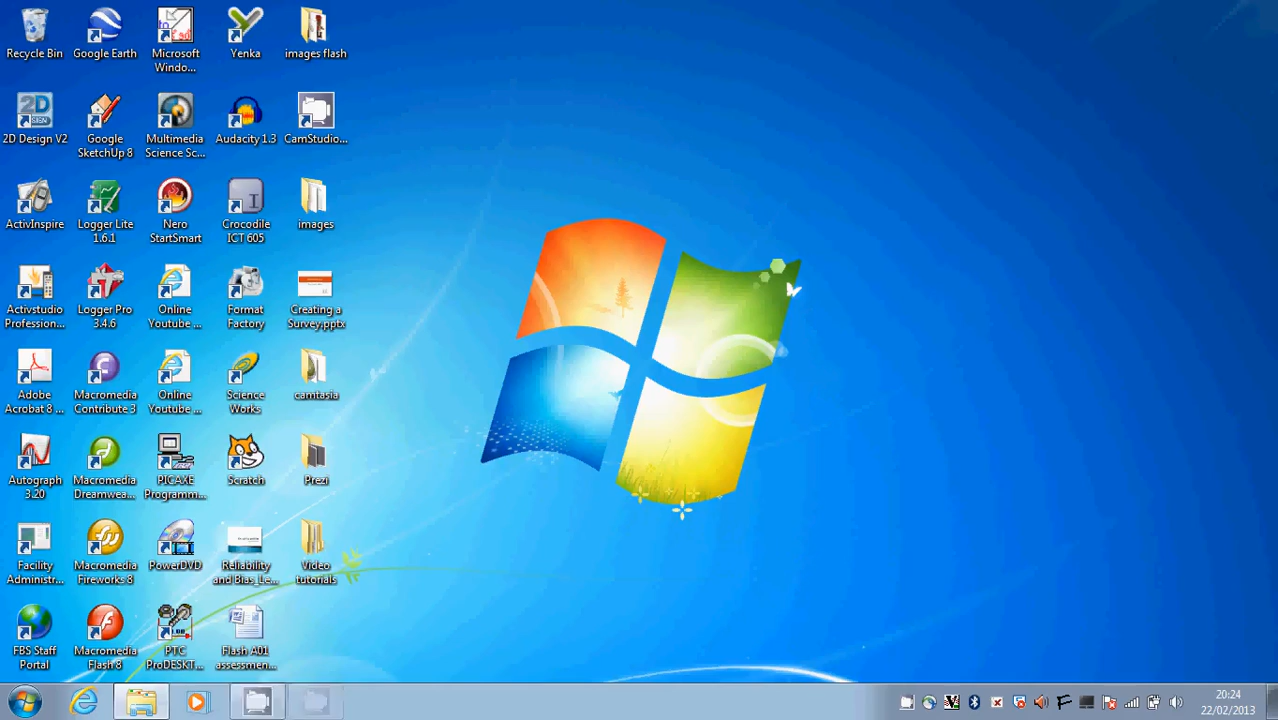 Recycle Bin
Google Earth
Microsoft
Windo...
Yenka
images flash
2D Design V2
Google
SketchUp 8
Multimedia
Science Sc...
Audacity 1.3
CamStudio...
ActivInspire
Logger Lite
1.6.1
Nero
StartSmart
Crocodile
ICT 605
images
Activstudio
Profession...
Logger Pro
3.4.6
Online
Youtube ...
Format
Factory
Creating a
Survey.pptx
Adobe
Acrobat 8 ...
Macromedia
Contribute 3
Online
Youtube ...
Science
Works
camtasia
Autograph
3.20
Macromedia
Dreamwea...
PICAXE
Programm...
Scratch
Prezi
Facility
Administr...
Macromedia
Fireworks 8
PowerDVD
Reliability
and Bias_Le...
Video
tutorials
FBS Staff
Portal
Macromedia
Flash 8
PTC
ProDESKT...
Flash A01
assessmen...
20:24
22/02/2013